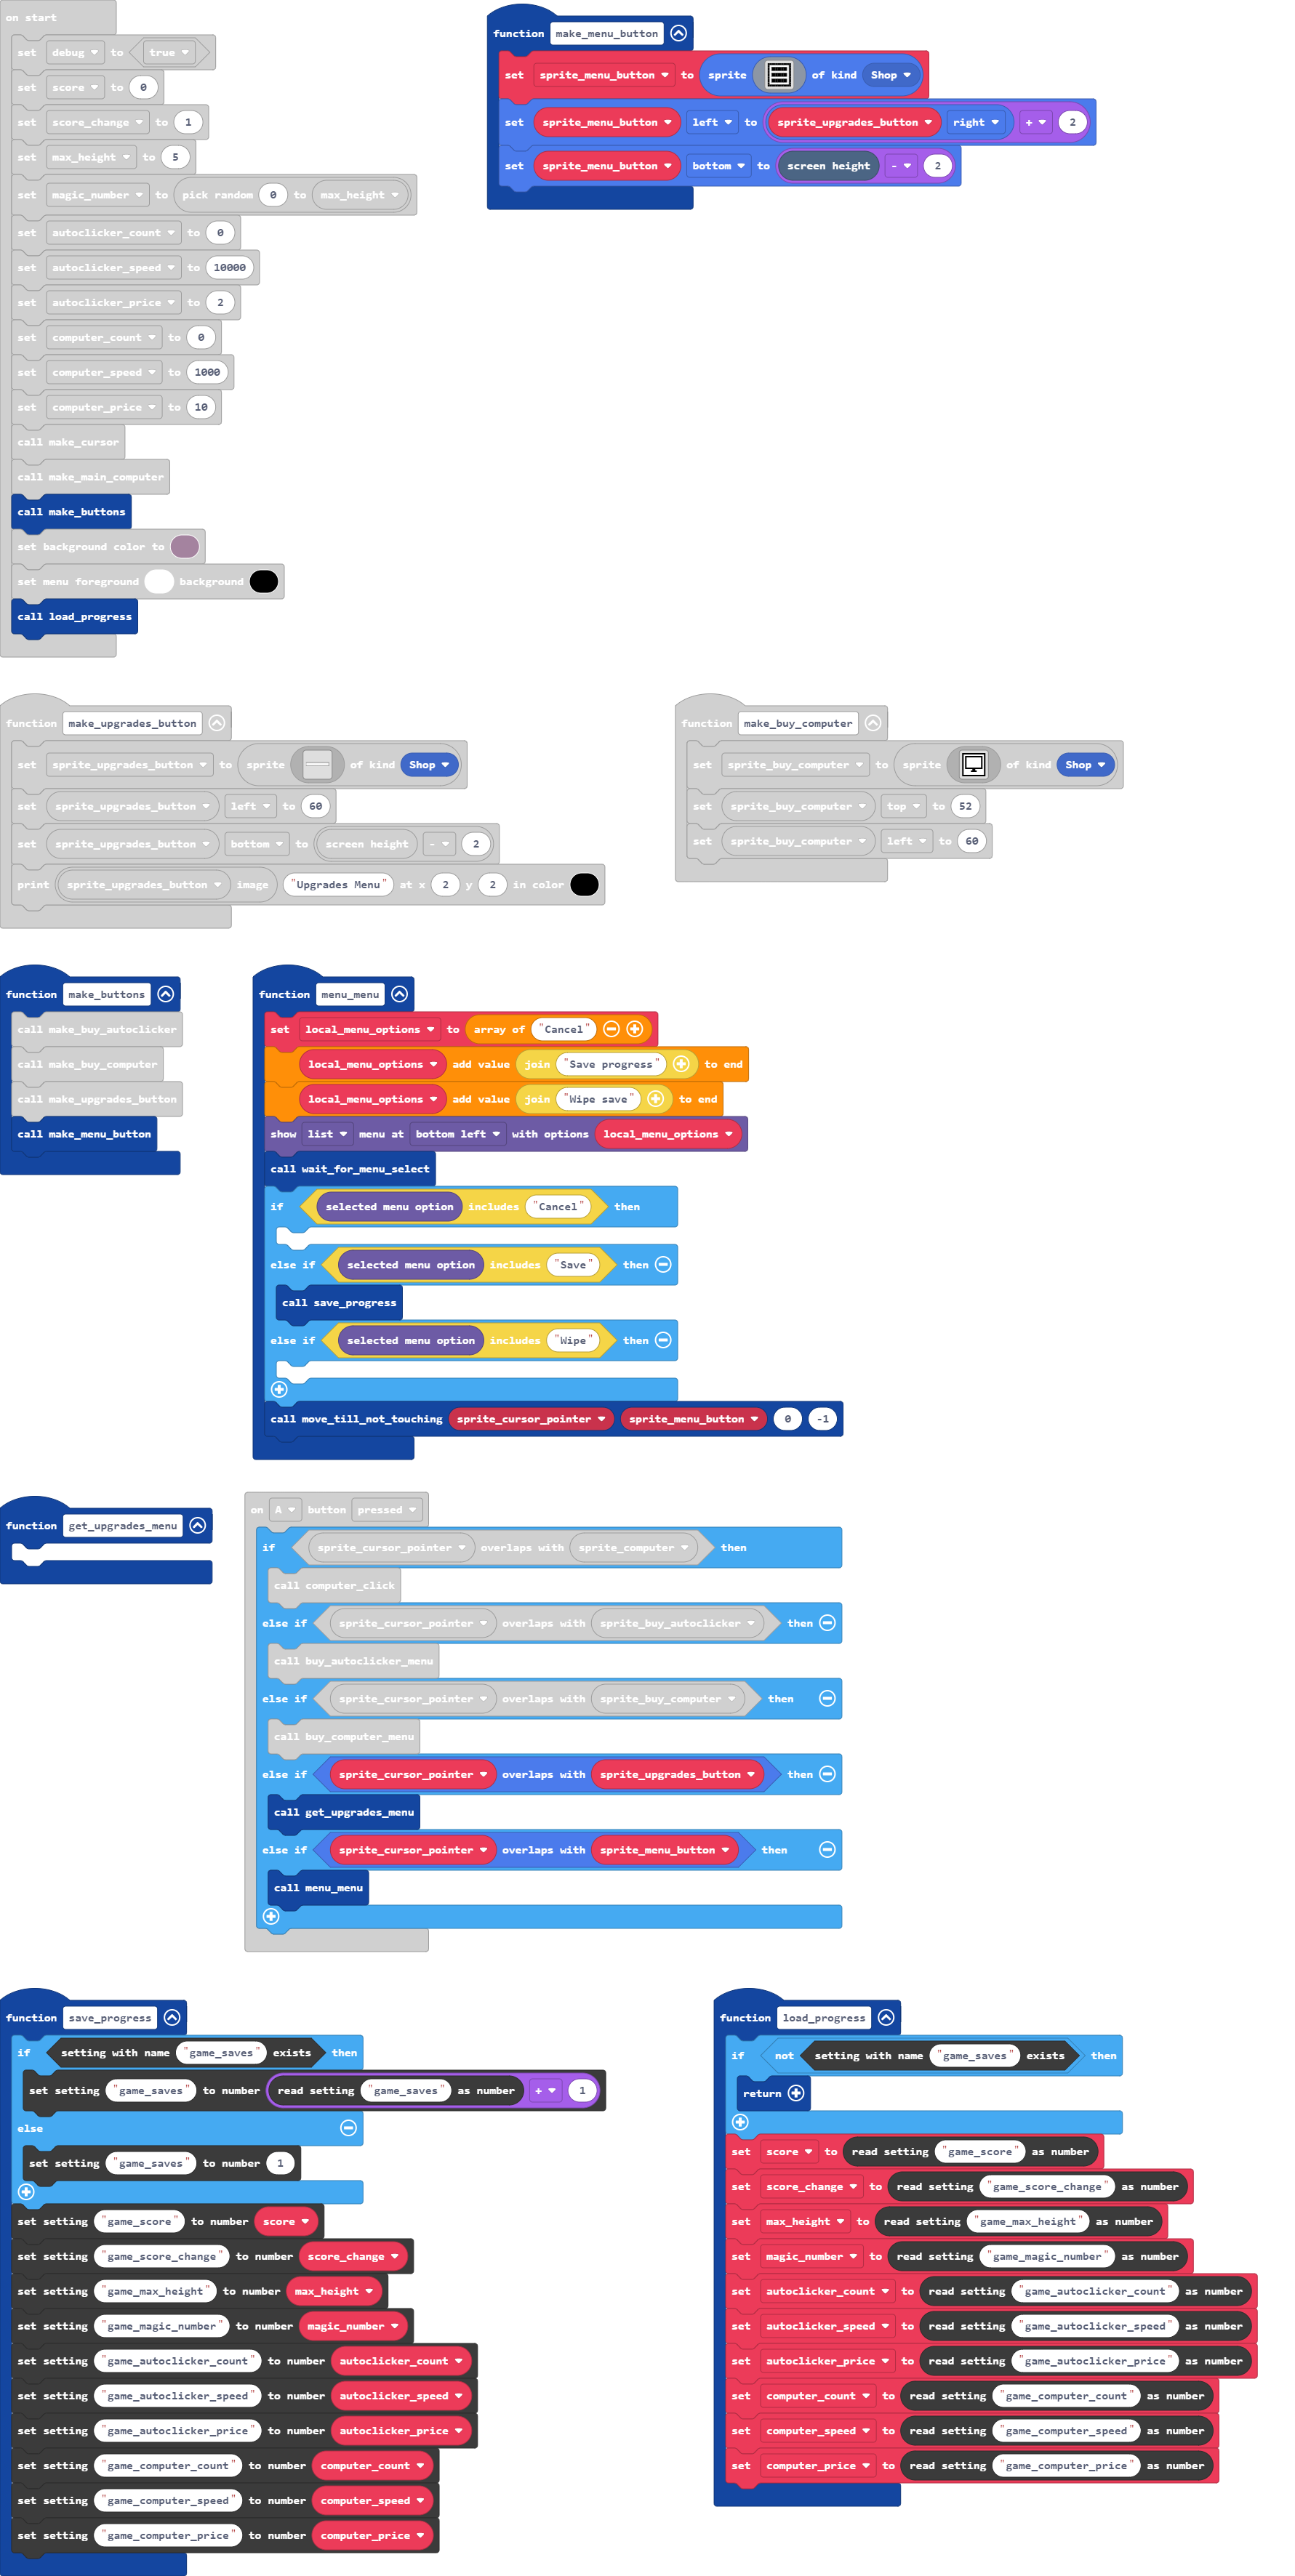 on start
set debug to true
set score to 0
set score_change to 1
set max_height to 5
set magic_number to pick random 0 to max_height
set autoclicker_count to 0
set autoclicker_speed to 10000
set autoclicker_price to 2
set computer_count to 0
set computer_speed to 1000
set computer_price to 10
call make_cursor
call make_main_computer
call make_buttons
set background color to
set menu foreground background
call load_progress
function make_menu_button
set sprite_menu_button to sprite of kind Shop
set sprite_menu_button left to sprite_upgrades_button right + 2
set sprite_menu_button bottom to screen height - 2
function make_upgrades_button
set sprite_upgrades_button to sprite of kind Shop
set sprite_upgrades_button left to 60
set sprite_upgrades_button bottom to screen height - 2
print sprite_upgrades_button image "Upgrades Menu" at x 2 y 2 in color
function make_buy_computer
set sprite_buy_computer to sprite of kind Shop
set sprite_buy_computer top to 52
set sprite_buy_computer left to 60
function make_buttons
call make_buy_autoclicker
call make_buy_computer
call make_upgrades_button
call make_menu_button
function menu_menu
set local_menu_options to array of "Cancel"
local_menu_options add value join "Save progress" to end
local_menu_options add value join "Wipe save" to end
show list menu at bottom left with options local_menu_options
call wait_for_menu_select
if selected menu option includes "Cancel" then
else if selected menu option includes "Save" then
call save_progress
else if selected menu option includes "Wipe" then
call move_till_not_touching sprite_cursor_pointer sprite_menu_button 0 -1
function get_upgrades_menu
on A button pressed
if sprite_cursor_pointer overlaps with sprite_computer then
call computer_click
else if sprite_cursor_pointer overlaps with sprite_buy_autoclicker then
call buy_autoclicker_menu
else if sprite_cursor_pointer overlaps with sprite_buy_computer then
call buy_computer_menu
else if sprite_cursor_pointer overlaps with sprite_upgrades_button then
call get_upgrades_menu
else if sprite_cursor_pointer overlaps with sprite_menu_button then
call menu_menu
function save_progress
if setting with name "game_saves" exists then
set setting "game_saves" to number read setting "game_saves" as number + 1
else
set setting "game_saves" to number 1
set setting "game_score" to number score
set setting "game_score_change" to number score_change
set setting "game_max_height" to number max_height
set setting "game_magic_number" to number magic_number
set setting "game_autoclicker_count" to number autoclicker_count
set setting "game_autoclicker_speed" to number autoclicker_speed
set setting "game_autoclicker_price" to number autoclicker_price
set setting "game_computer_count" to number computer_count
set setting "game_computer_speed" to number computer_speed
set setting "game_computer_price" to number computer_price
function load_progress
if not setting with name "game_saves" exists then
return
set score to read setting "game_score" as number
set score_change to read setting "game_score_change" as number
set max_height to read setting "game_max_height" as number
set magic_number to read setting "game_magic_number" as number
set autoclicker_count to read setting "game_autoclicker_count" as number
set autoclicker_speed to read setting "game_autoclicker_speed" as number
set autoclicker_price to read setting "game_autoclicker_price" as number
set computer_count to read setting "game_computer_count" as number
set computer_speed to read setting "game_computer_speed" as number
set computer_price to read setting "game_computer_price" as number